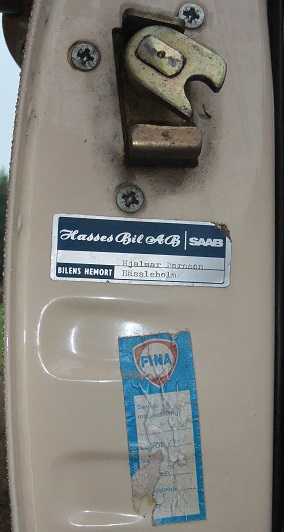 Hasses Bil AB SAAB
Hjalmar Persson
BILENS HEMORT Hässleholm
FINA